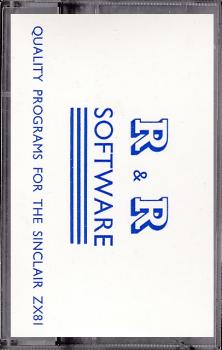 R & R
SOFTWARE
QUALITY PROGRAMS FOR THE SINCLAIR ZX81